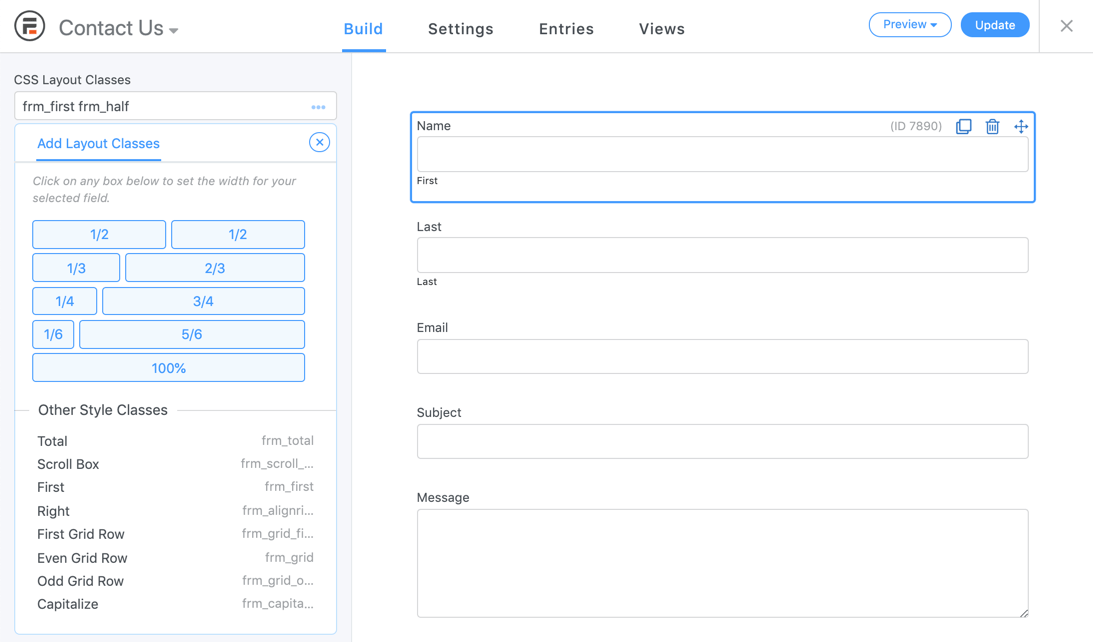 Contact Us
Build
Settings
Entries
Views
Preview
Update
CSS Layout Classes
frm_first frm_half
Add Layout Classes
Click on any box below to set the width for your
selected field.
1/2 1/2
1/3 2/3
1/4 3/4
1/6 5/6
100%
Other Style Classes
Total frm_total
Scroll Box frm_scroll_...
First frm_first
Right frm_alignri...
First Grid Row frm_grid_fi...
Even Grid Row frm_grid
Odd Grid Row frm_grid_o...
Capitalize frm_capita...
Name (ID 7890)
First
Last
Last
Email
Subject
Message